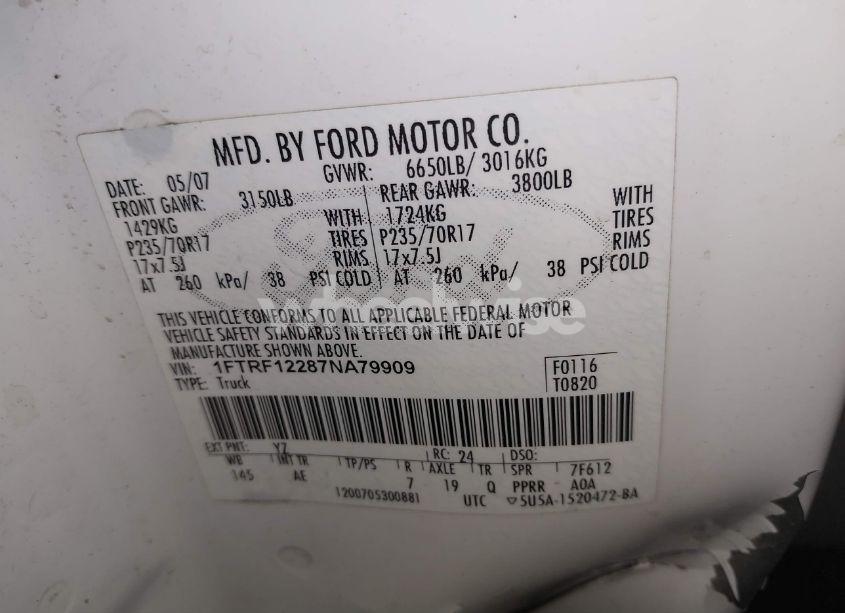 MFD. BY FORD MOTOR CO.
DATE: 05/07 GVWR: 6650LB/ 3016KG
FRONT GAWR: 3150LB REAR GAWR: 3800LB
1429KG WITH 1724KG WITH
P235/70R17 TIRES P235/70R17 TIRES
17x7.5J RIMS 17x7.5J RIMS
AT 260 kPa/ 38 PSI COLD AT 260 kPa/ 38 PSI COLD
THIS VEHICLE CONFORMS TO ALL APPLICABLE FEDERAL MOTOR
VEHICLE SAFETY STANDARDS IN EFFECT ON THE DATE OF
MANUFACTURE SHOWN ABOVE.
VIN: 1FTRF12287NA79909 F0116
TYPE: Truck T0820
EXT PNT: YZ RC: 24 DSO:
WB INT TR TP/PS R AXLE TR SPR 7F612
145 AE 7 19 Q PPRR A0A
1200705300881 UTC ▽5U5A-1520472-BA
wheelwise